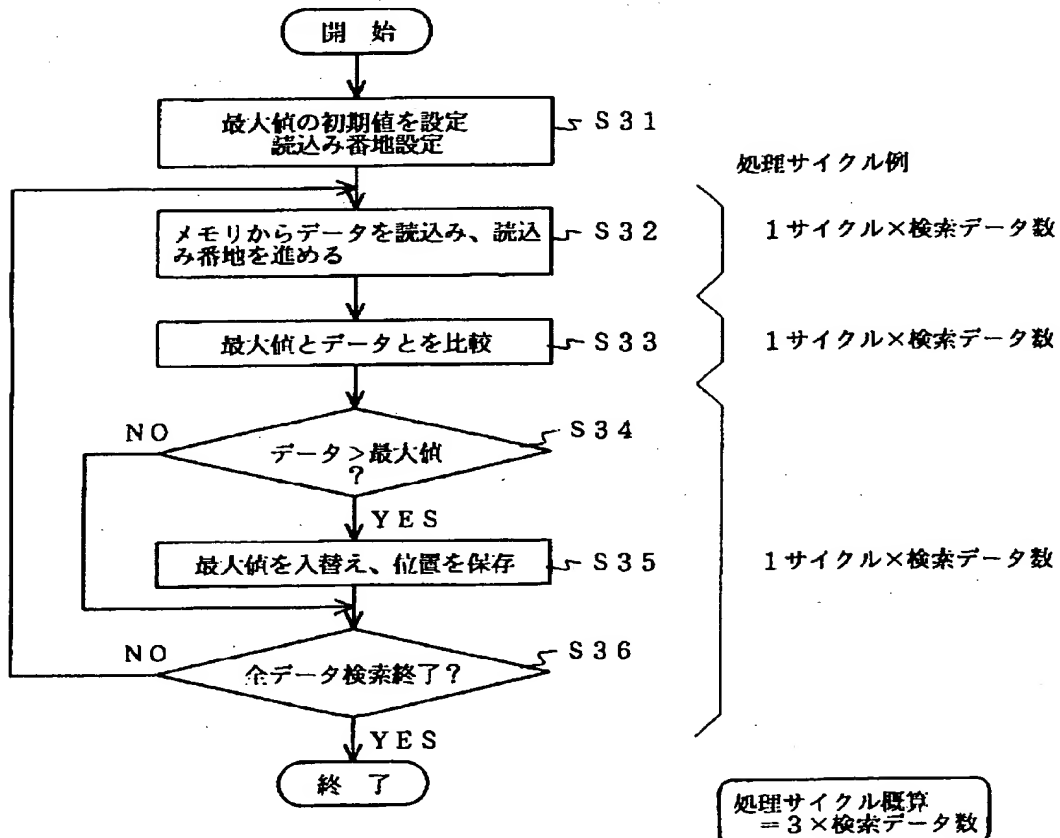 開 始
最大値の初期値を設定
読込み番地設定
S31
処理サイクル例
メモリからデータを読込み、読込
み番地を進める
S32
1サイクル×検索データ数
最大値とデータとを比較
S33
1サイクル×検索データ数
NO
データ>最大値
?
S34
YES
最大値を入替え、位置を保存
S35
1サイクル×検索データ数
NO
全データ検索終了?
S36
YES
終 了
処理サイクル概算
=3×検索データ数